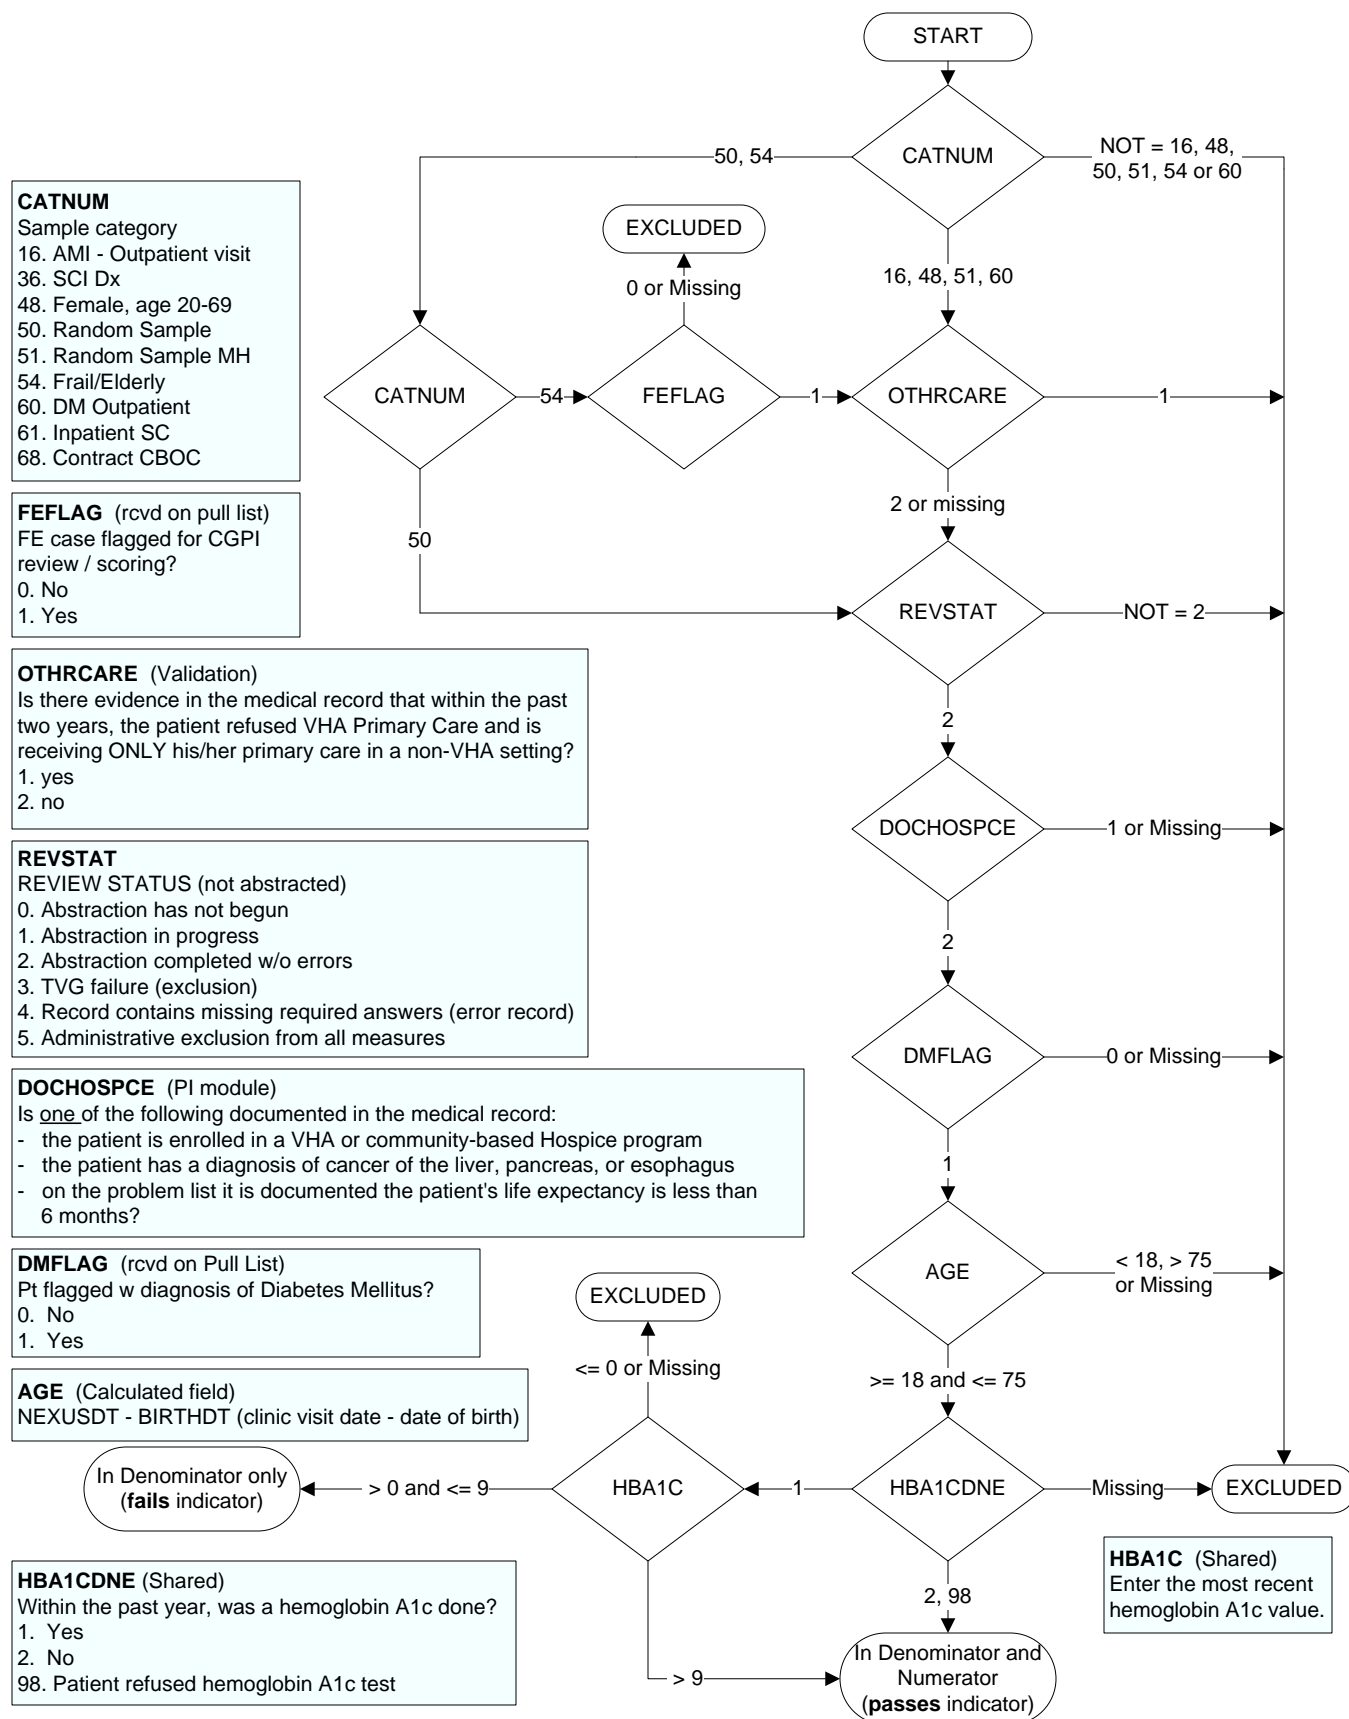 START
CATNUM
50, 54
NOT = 16, 48,
50, 51, 54 or 60
CATNUM
Sample category
16. AMI - Outpatient visit
36. SCI Dx
48. Female, age 20-69
50. Random Sample
51. Random Sample MH
54. Frail/Elderly
60. DM Outpatient
61. Inpatient SC
68. Contract CBOC
EXCLUDED
0 or Missing
16, 48, 51, 60
CATNUM
54
FEFLAG
1
OTHRCARE
1
2 or missing
50
FEFLAG (rcvd on pull list)
FE case flagged for CGPI
review / scoring?
0. No
1. Yes
REVSTAT
NOT = 2
2
OTHRCARE (Validation)
Is there evidence in the medical record that within the past
two years, the patient refused VHA Primary Care and is
receiving ONLY his/her primary care in a non-VHA setting?
1. yes
2. no
DOCHOSPCE
1 or Missing
2
REVSTAT
REVIEW STATUS (not abstracted)
0. Abstraction has not begun
1. Abstraction in progress
2. Abstraction completed w/o errors
3. TVG failure (exclusion)
4. Record contains missing required answers (error record)
5. Administrative exclusion from all measures
DMFLAG
0 or Missing
1
DOCHOSPCE (PI module)
Is one of the following documented in the medical record:
- the patient is enrolled in a VHA or community-based Hospice program
- the patient has a diagnosis of cancer of the liver, pancreas, or esophagus
- on the problem list it is documented the patient's life expectancy is less than
6 months?
DMFLAG (rcvd on Pull List)
Pt flagged w diagnosis of Diabetes Mellitus?
0. No
1. Yes
AGE
< 18, > 75
or Missing
>= 18 and <= 75
EXCLUDED
<= 0 or Missing
AGE (Calculated field)
NEXUSDT - BIRTHDT (clinic visit date - date of birth)
In Denominator only
(fails indicator)
> 0 and <= 9
HBA1C
1
HBA1CDNE
Missing
EXCLUDED
2, 98
> 9
In Denominator and
Numerator
(passes indicator)
HBA1CDNE (Shared)
Within the past year, was a hemoglobin A1c done?
1. Yes
2. No
98. Patient refused hemoglobin A1c test
HBA1C (Shared)
Enter the most recent
hemoglobin A1c value.